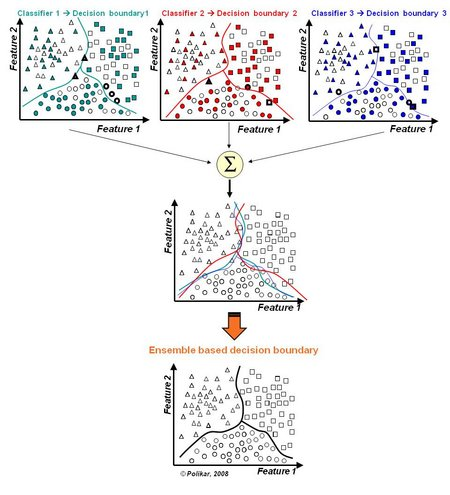 Classifier 1 → Decision boundary1
Classifier 2 → Decision boundary 2
Classifier 3 → Decision boundary 3
Feature 2
Feature 1
Feature 2
Feature 1
Feature 2
Feature 1
Σ
Feature 2
Feature 1
Ensemble based decision boundary
Feature 2
Feature 1
© Polikar, 2008